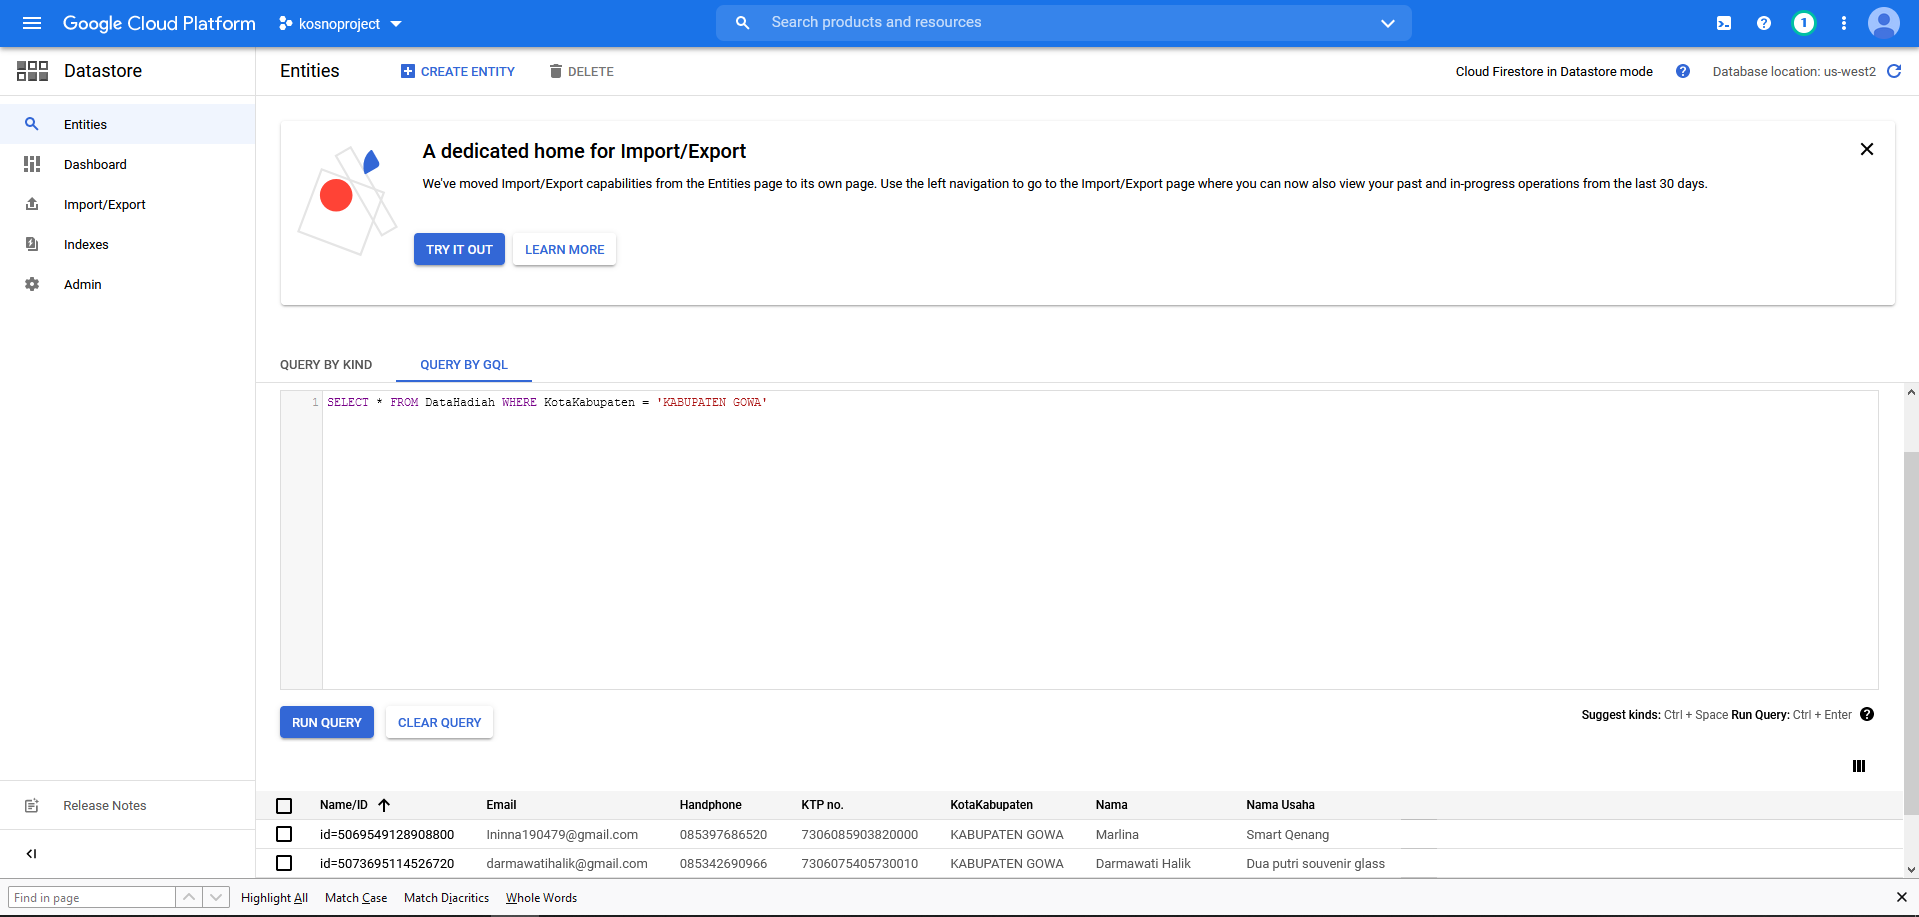 Google Cloud Platform
kosnoproject
Search products and resources
1
Datastore
Entities
CREATE ENTITY
DELETE
Cloud Firestore in Datastore mode
Database location: us-west2
Entities
Dashboard
Import/Export
Indexes
Admin
A dedicated home for Import/Export
We've moved Import/Export capabilities from the Entities page to its own page. Use the left navigation to go to the Import/Export page where you can now also view your past and in-progress operations from the last 30 days.
TRY IT OUT
LEARN MORE
QUERY BY KIND
QUERY BY GQL
1 SELECT * FROM DataHadiah WHERE KotaKabupaten = 'KABUPATEN GOWA'
RUN QUERY
CLEAR QUERY
Suggest kinds: Ctrl + Space Run Query: Ctrl + Enter
Name/ID Email Handphone KTP no. KotaKabupaten Nama Nama Usaha
id=5069549128908800 Ininna190479@gmail.com 085397686520 7306085903820000 KABUPATEN GOWA Marlina Smart Qenang
id=5073695114526720 darmawatihalik@gmail.com 085342690966 7306075405730010 KABUPATEN GOWA Darmawati Halik Dua putri souvenir glass
Release Notes
Find in page
Highlight All
Match Case
Match Diacritics
Whole Words